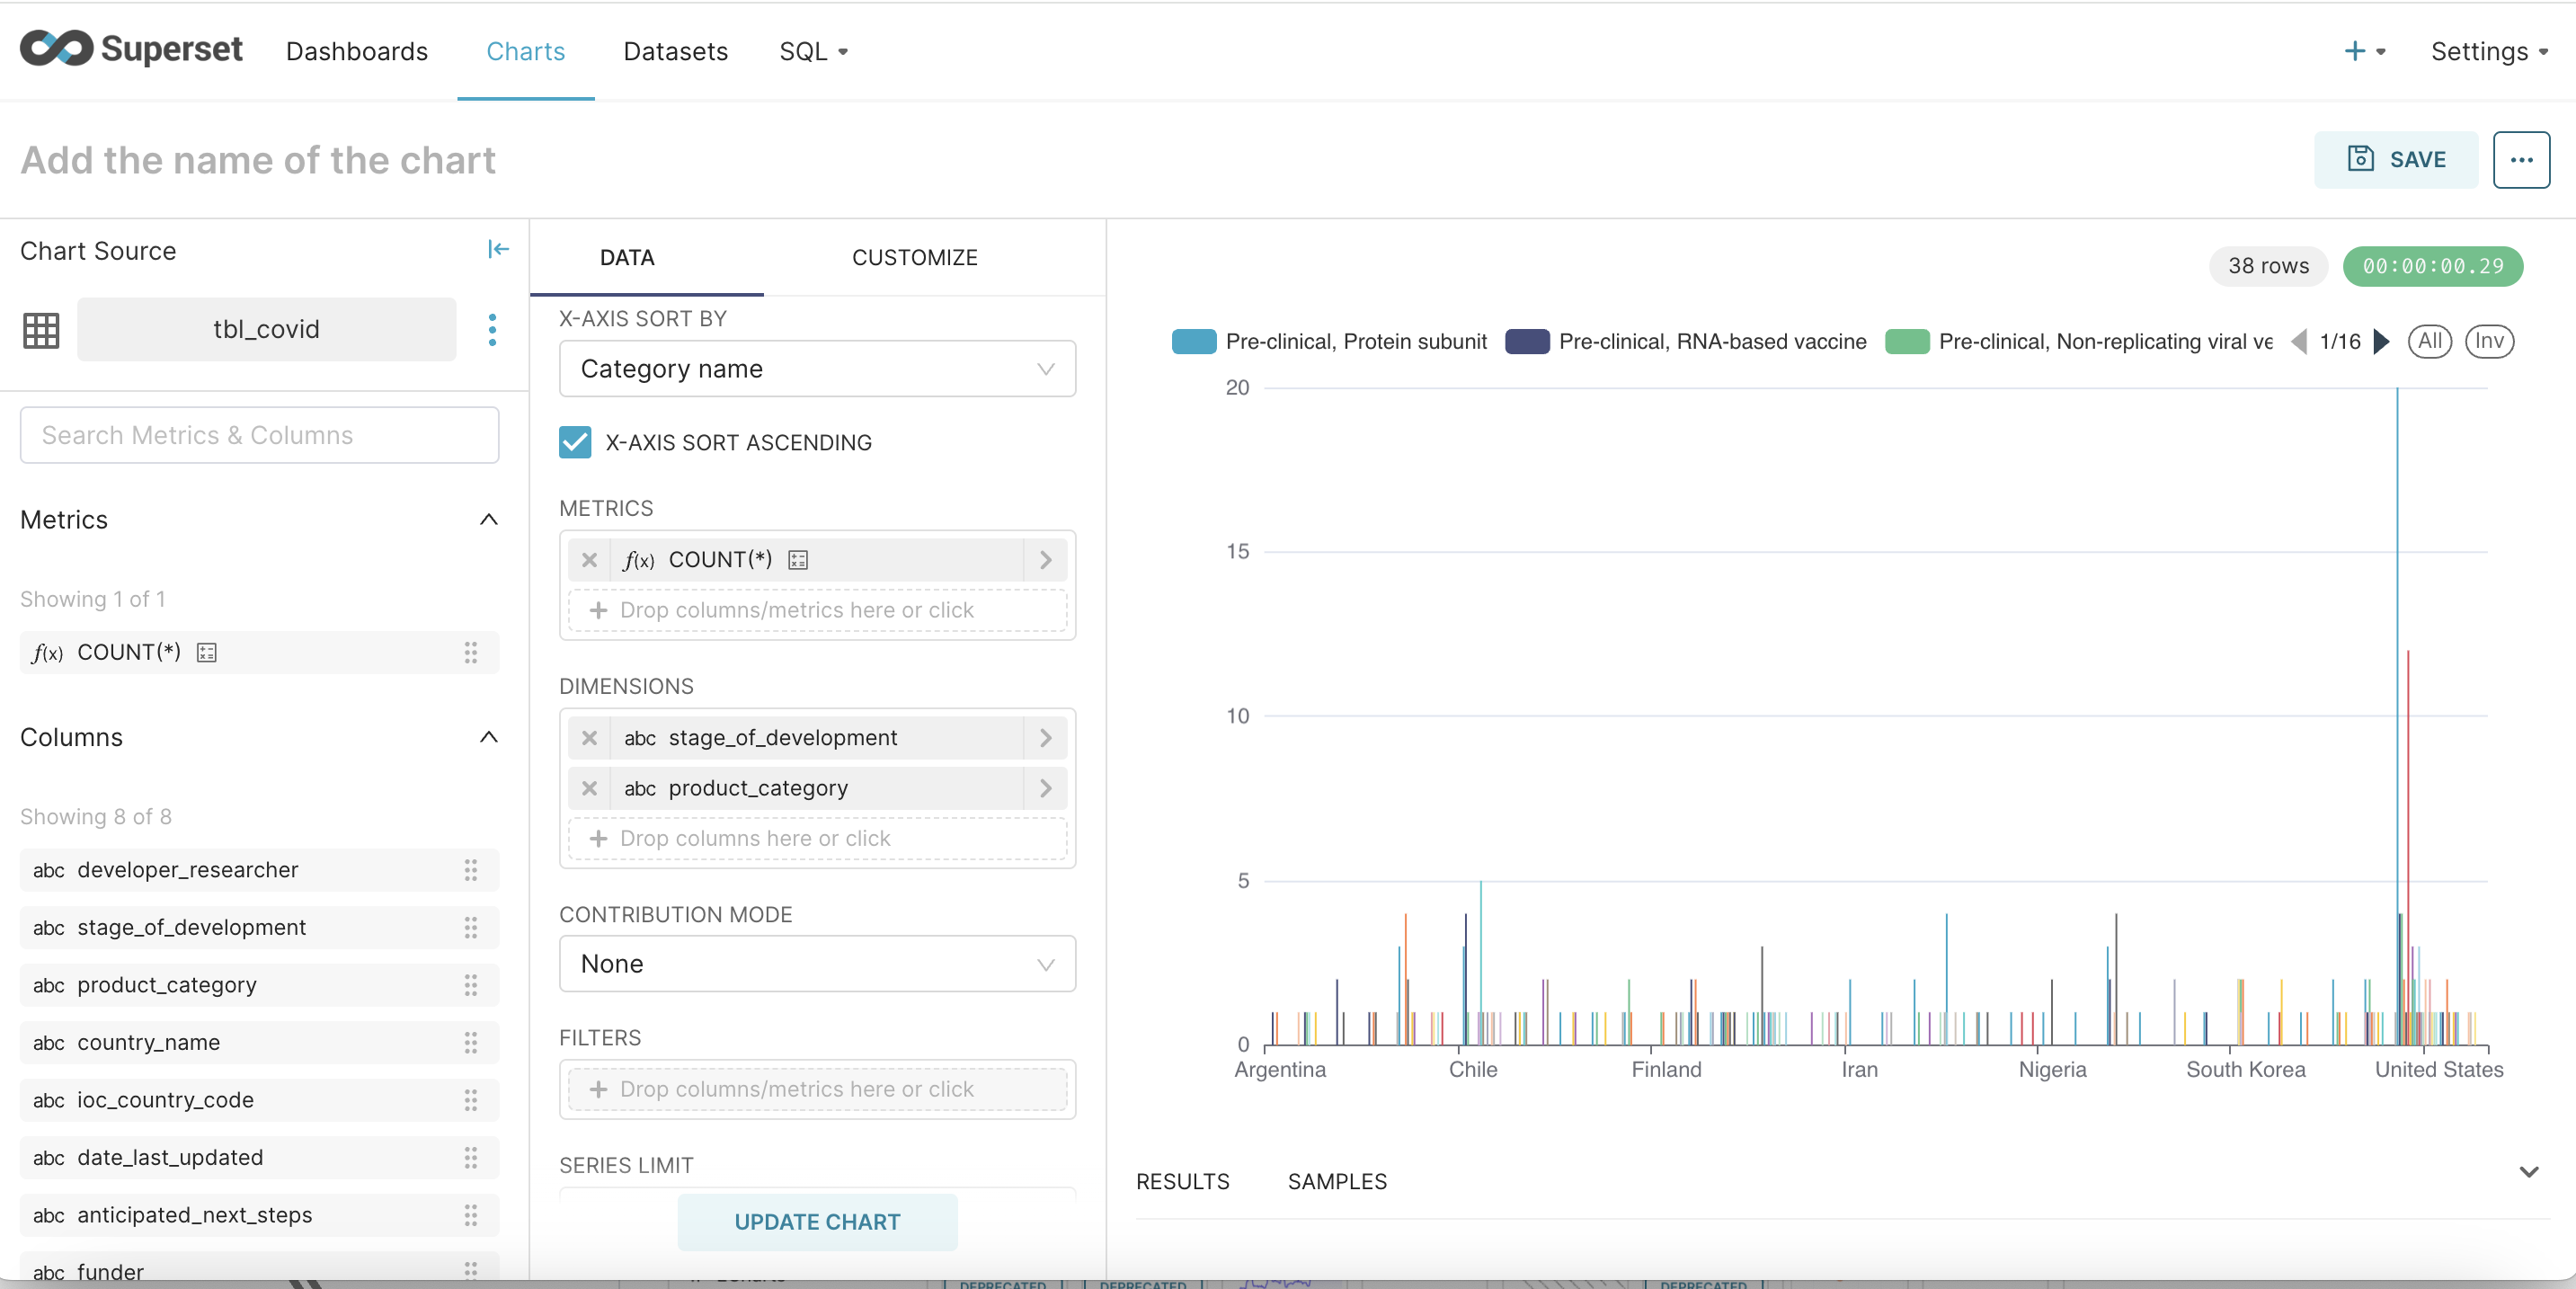 Superset Dashboards Charts Datasets SQL Settings
Add the name of the chart
SAVE
Chart Source
tbl_covid
Search Metrics & Columns
Metrics
Showing 1 of 1
f(x) COUNT(*)
Columns
Showing 8 of 8
abc developer_researcher
abc stage_of_development
abc product_category
abc country_name
abc ioc_country_code
abc date_last_updated
abc anticipated_next_steps
abc funder
DATA CUSTOMIZE
X-AXIS SORT BY
Category name
X-AXIS SORT ASCENDING
METRICS
f(x) COUNT(*)
+ Drop columns/metrics here or click
DIMENSIONS
abc stage_of_development
abc product_category
+ Drop columns here or click
CONTRIBUTION MODE
None
FILTERS
+ Drop columns/metrics here or click
SERIES LIMIT
UPDATE CHART
38 rows 00:00:00.29
Pre-clinical, Protein subunit Pre-clinical, RNA-based vaccine Pre-clinical, Non-replicating viral ve 1/16 All Inv
20
15
10
5
0
Argentina Chile Finland Iran Nigeria South Korea United States
RESULTS SAMPLES
DEPRECATED DEPRECATED DEPRECATED